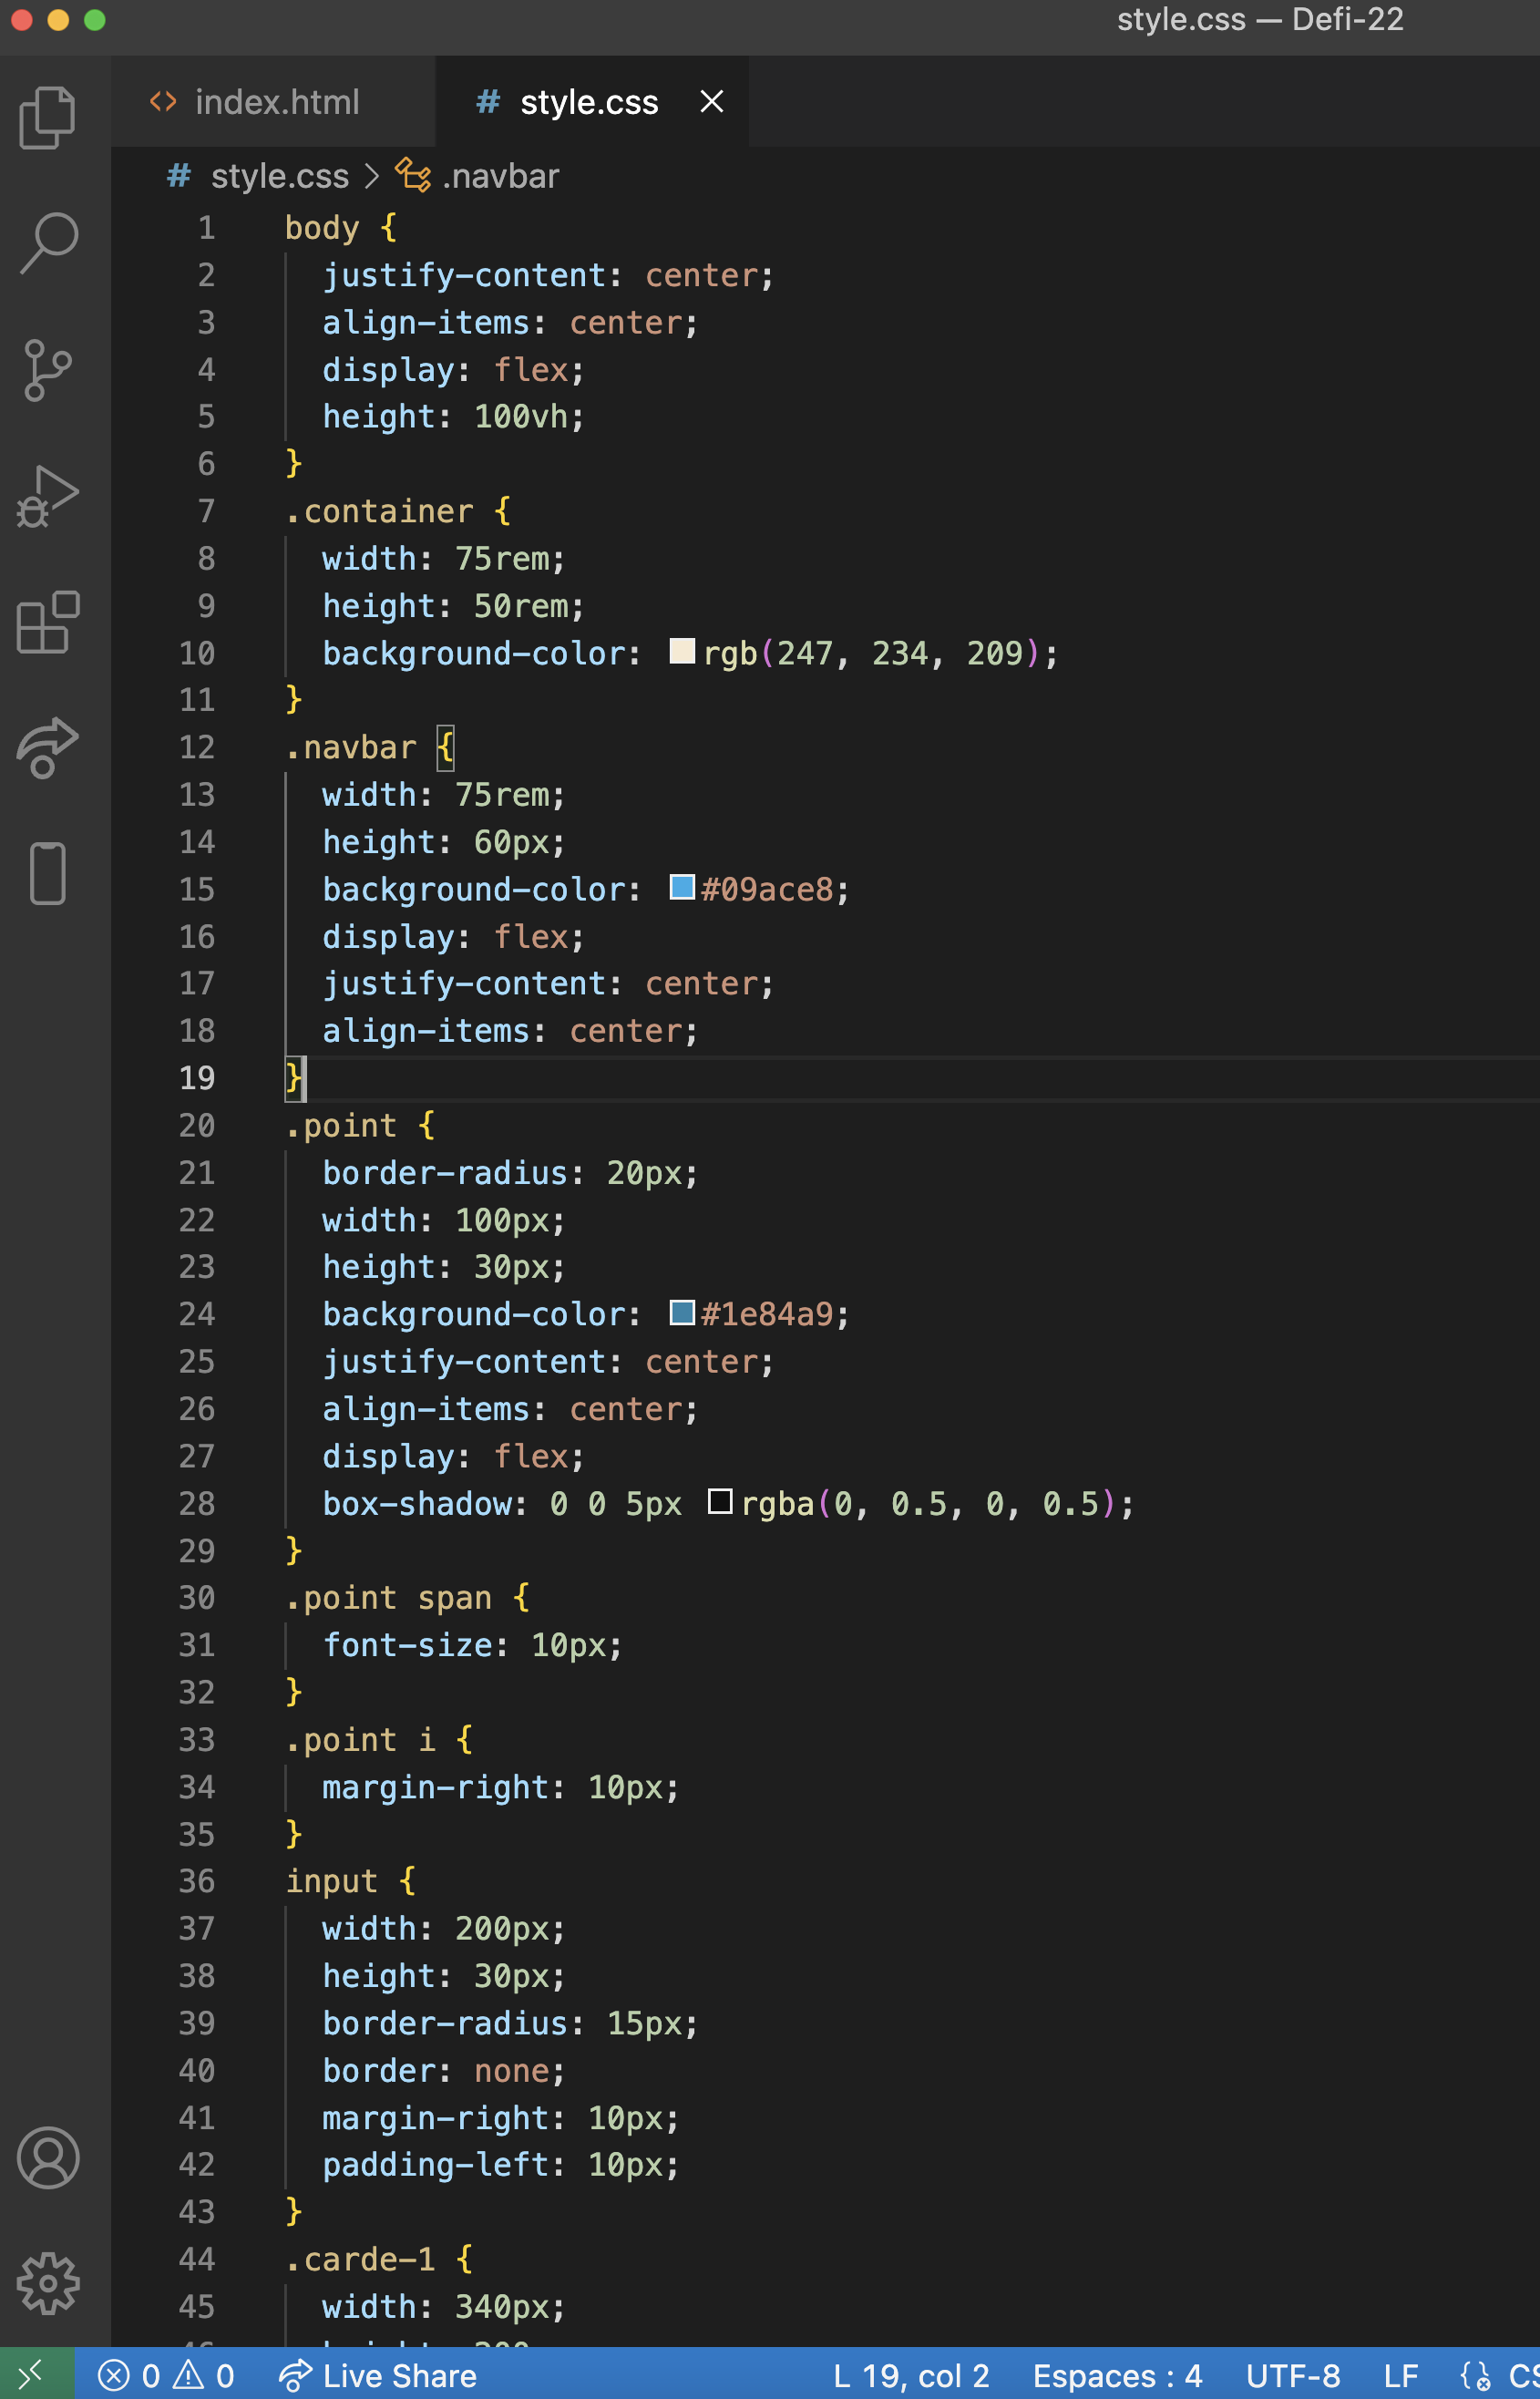 style.css — Defi-22
index.html
# style.css
# style.css > .navbar
1 body {
2 justify-content: center;
3 align-items: center;
4 display: flex;
5 height: 100vh;
6 }
7 .container {
8 width: 75rem;
9 height: 50rem;
10 background-color: rgb(247, 234, 209);
11 }
12 .navbar {
13 width: 75rem;
14 height: 60px;
15 background-color: #09ace8;
16 display: flex;
17 justify-content: center;
18 align-items: center;
19 }
20 .point {
21 border-radius: 20px;
22 width: 100px;
23 height: 30px;
24 background-color: #1e84a9;
25 justify-content: center;
26 align-items: center;
27 display: flex;
28 box-shadow: 0 0 5px rgba(0, 0.5, 0, 0.5);
29 }
30 .point span {
31 font-size: 10px;
32 }
33 .point i {
34 margin-right: 10px;
35 }
36 input {
37 width: 200px;
38 height: 30px;
39 border-radius: 15px;
40 border: none;
41 margin-right: 10px;
42 padding-left: 10px;
43 }
44 .carde-1 {
45 width: 340px;
0 0 Live Share L 19, col 2 Espaces : 4 UTF-8 LF